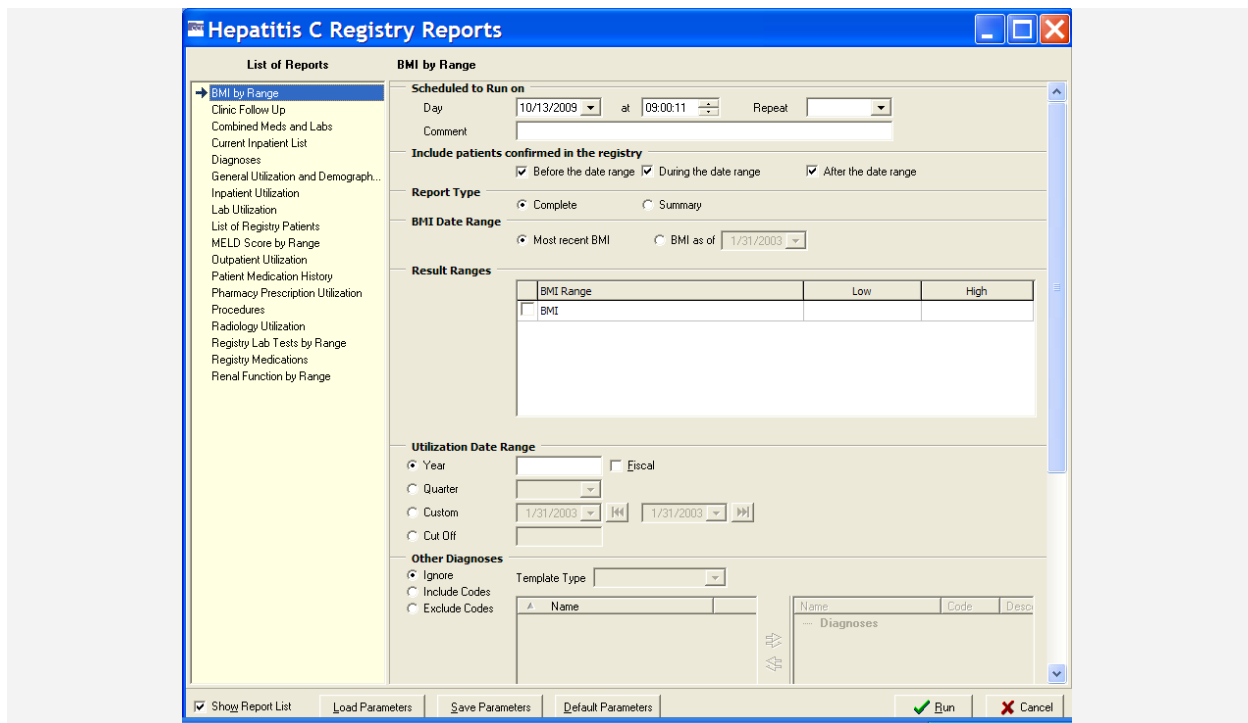 Hepatitis C Registry Reports
List of Reports
BMI by Range
BMI by Range
Clinic Follow Up
Combined Meds and Labs
Current Inpatient List
Diagnoses
General Utilization and Demograph...
Inpatient Utilization
Lab Utilization
List of Registry Patients
MELD Score by Range
Outpatient Utilization
Patient Medication History
Pharmacy Prescription Utilization
Procedures
Radiology Utilization
Registry Lab Tests by Range
Registry Medications
Renal Function by Range
Scheduled to Run on
Day 10/13/2009 at 09:00:11 Repeat
Comment
Include patients confirmed in the registry
Before the date range During the date range After the date range
Report Type
Complete Summary
BMI Date Range
Most recent BMI BMI as of 1/31/2003
Result Ranges
BMI Range Low High
BMI
Utilization Date Range
Year Fiscal
Quarter
Custom 1/31/2003 1/31/2003
Cut Off
Other Diagnoses
Ignore Template Type
Include Codes
Exclude Codes Name Name Code Desc
Diagnoses
Show Report List Load Parameters Save Parameters Default Parameters Run Cancel